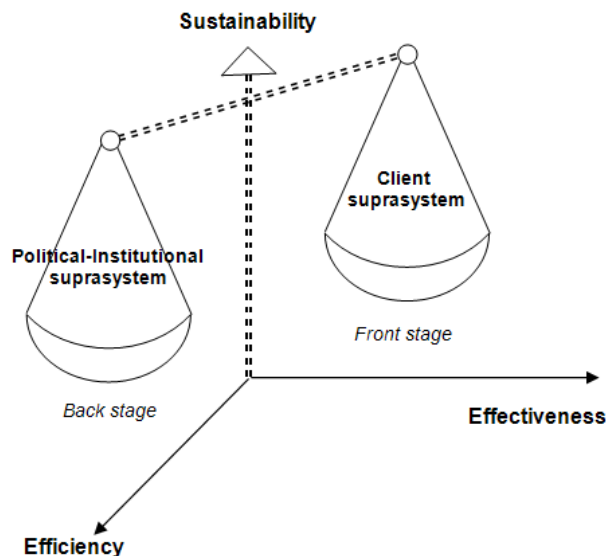 Sustainability
Client
suprasystem
Political-Institutional
suprasystem
Front stage
Back stage
Effectiveness
Efficiency